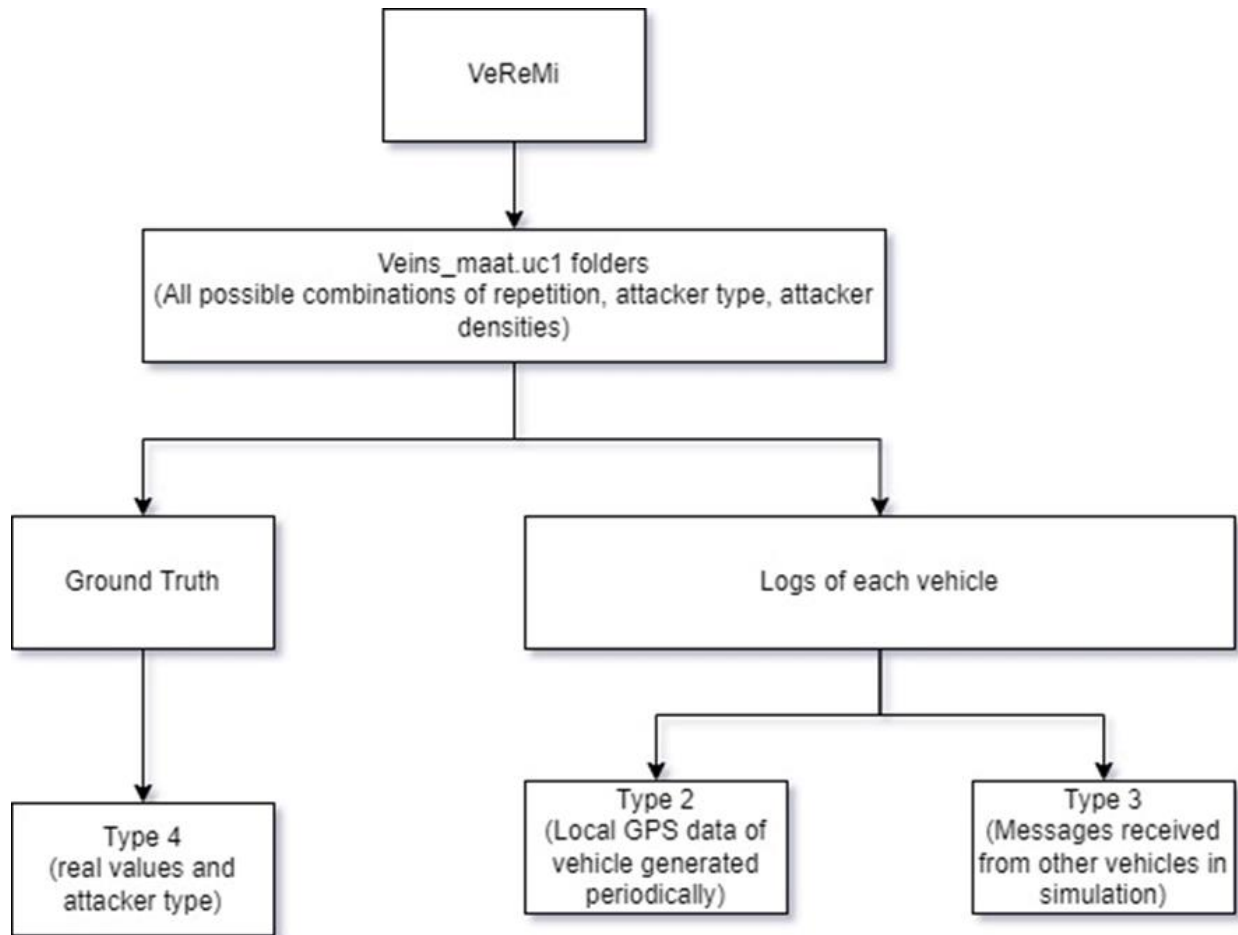 VeReMi
Veins_maat.uc1 folders
(All possible combinations of repetition, attacker type, attacker
densities)
Ground Truth
Logs of each vehicle
Type 4
(real values and
attacker type)
Type 2
(Local GPS data of
vehicle generated
periodically)
Type 3
(Messages received
from other vehicles in
simulation)